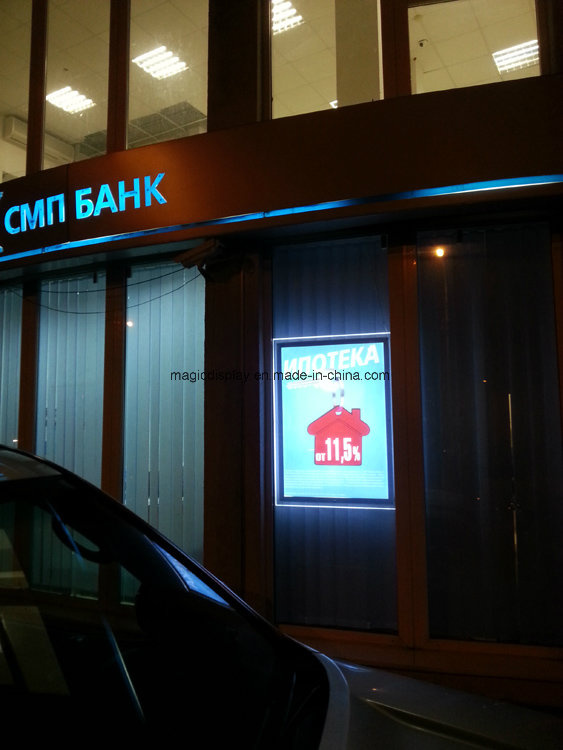 СМП БАНК
ИПОТЕКА
magicdisplay.en.made-in-china.com
от 11,5%